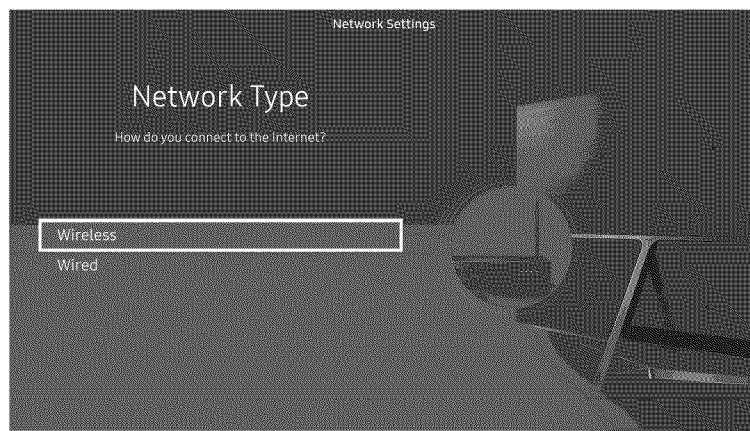 Network Settings
Network Type
How do you connect to the Internet?
Wireless
Wired